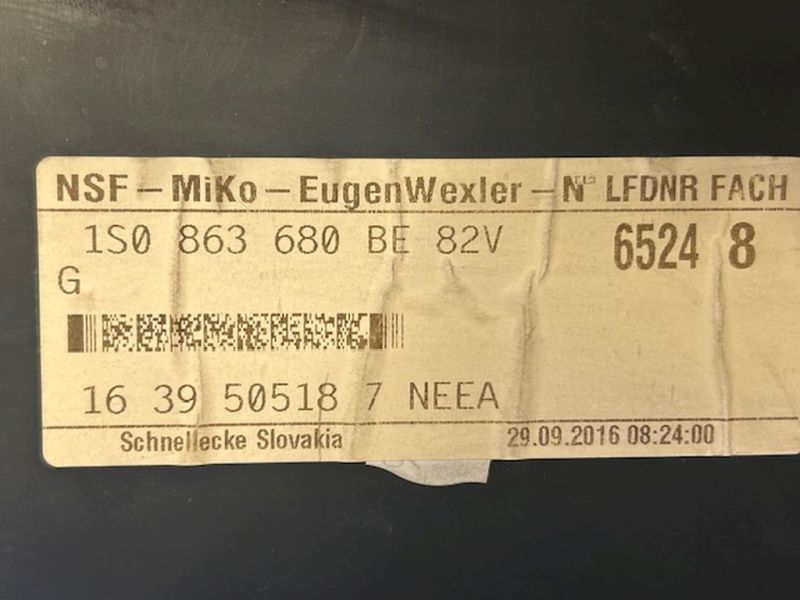 NSF – MiKo – EugenWexler – N LFDNR FACH
1S0 863 680 BE 82V 6524 8
G
16 39 50518 7 NEEA
Schnellecke Slovakia 29.09.2016 08:24:00